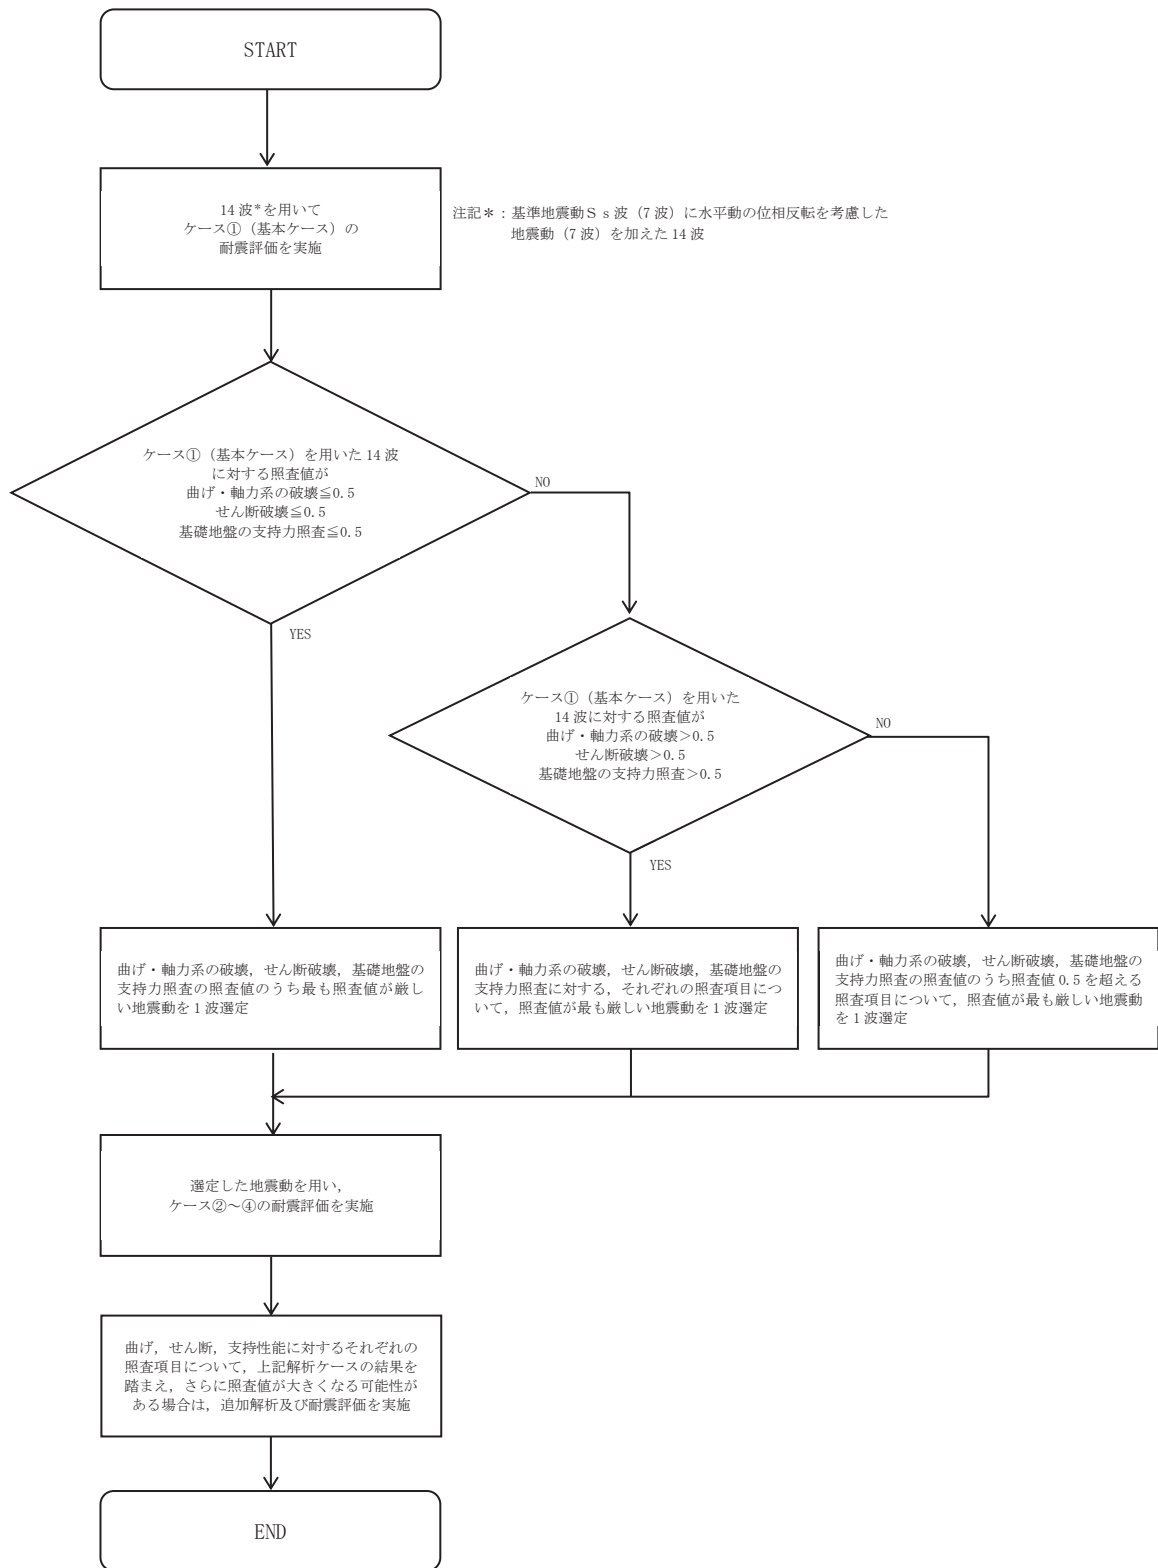 START
14波*を用いて
ケース①（基本ケース）の
耐震評価を実施
注記＊：基準地震動Ｓｓ波（7波）に水平動の位相反転を考慮した
地震動（7波）を加えた14波
ケース①（基本ケース）を用いた14波
に対する照査値が
曲げ・軸力系の破壊≦0.5
せん断破壊≦0.5
基礎地盤の支持力照査≦0.5
NO
YES
ケース①（基本ケース）を用いた
14波に対する照査値が
曲げ・軸力系の破壊＞0.5
せん断破壊＞0.5
基礎地盤の支持力照査＞0.5
NO
YES
曲げ・軸力系の破壊，せん断破壊，基礎地盤の
支持力照査の照査値のうち最も照査値が厳し
い地震動を1波選定
曲げ・軸力系の破壊，せん断破壊，基礎地盤の
支持力照査に対する，それぞれの照査項目につ
いて，照査値が最も厳しい地震動を1波選定
曲げ・軸力系の破壊，せん断破壊，基礎地盤の
支持力照査の照査値のうち照査値0.5を超える
照査項目について，照査値が最も厳しい地震動
を1波選定
選定した地震動を用い，
ケース②～④の耐震評価を実施
曲げ，せん断，支持性能に対するそれぞれの
照査項目について，上記解析ケースの結果を
踏まえ，さらに照査値が大きくなる可能性が
ある場合は，追加解析及び耐震評価を実施
END